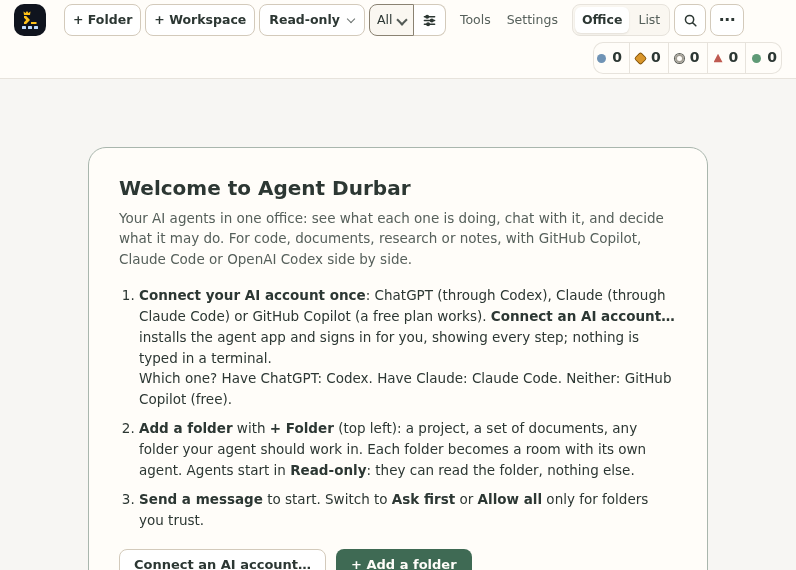 + Folder
+ Workspace
Read-only
All
Tools
Settings
Office
List
...
0
0
0
0
0
Welcome to Agent Durbar
Your AI agents in one office: see what each one is doing, chat with it, and decide
what it may do. For code, documents, research or notes, with GitHub Copilot,
Claude Code or OpenAI Codex side by side.
1. Connect your AI account once: ChatGPT (through Codex), Claude (through
Claude Code) or GitHub Copilot (a free plan works). Connect an AI account...
installs the agent app and signs in for you, showing every step; nothing is
typed in a terminal.
Which one? Have ChatGPT: Codex. Have Claude: Claude Code. Neither: GitHub
Copilot (free).
2. Add a folder with + Folder (top left): a project, a set of documents, any
folder your agent should work in. Each folder becomes a room with its own
agent. Agents start in Read-only: they can read the folder, nothing else.
3. Send a message to start. Switch to Ask first or Allow all only for folders
you trust.
Connect an AI account...
+ Add a folder